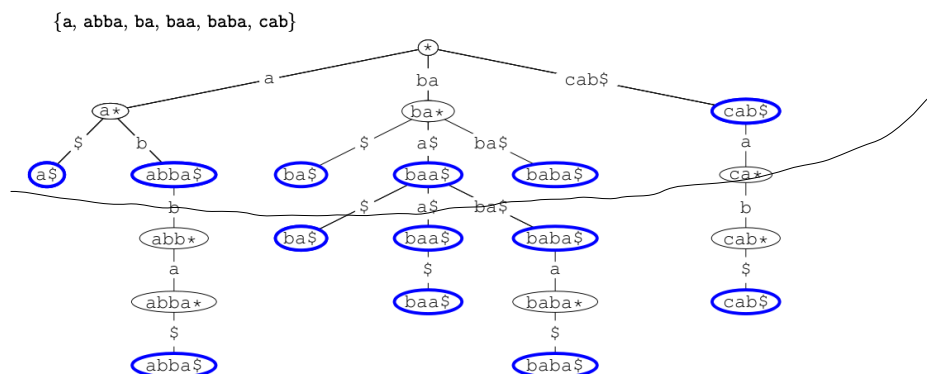 {a, abba, ba, baa, baba, cab}
*
a ba cab$
a* ba* cab$
$ b $ a$ ba$ a
a$ abba$ ba$ baa$ baba$ ca*
b $ a$ ba$ b
abb* ba$ baa$ baba$ cab*
a $ a $
abba* baa$ baba* cab$
$ $
abba$ baba$